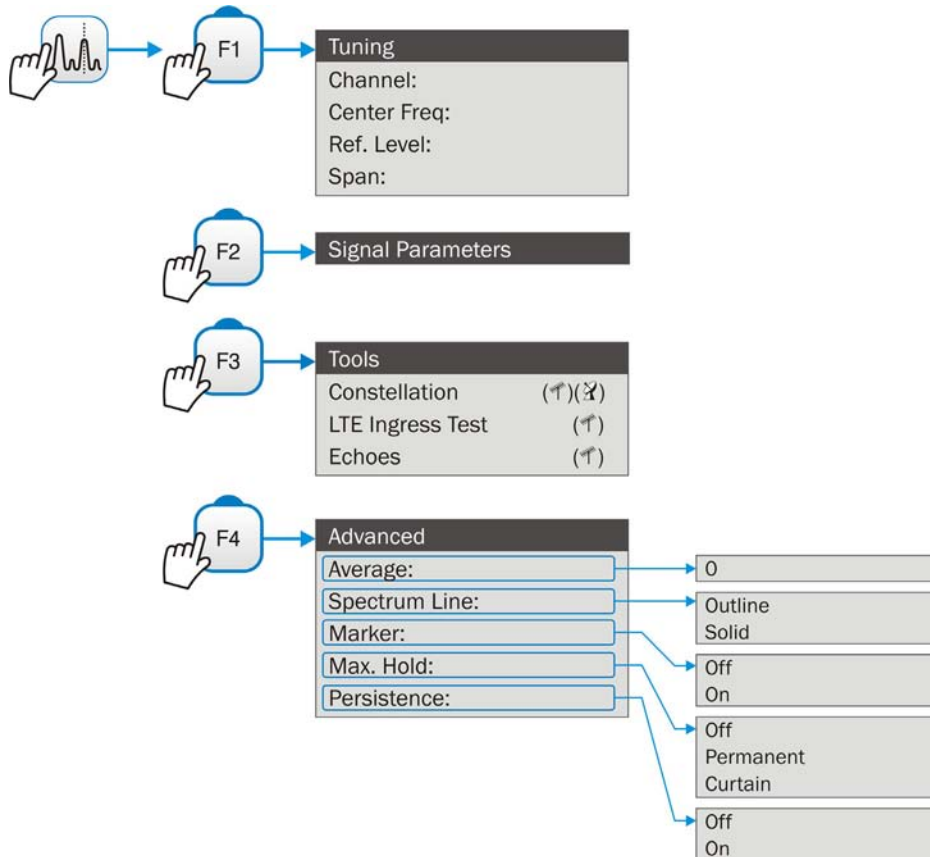 F1
Tuning
Channel:
Center Freq:
Ref. Level:
Span:
F2
Signal Parameters
F3
Tools
Constellation ( )( )
LTE Ingress Test ( )
Echoes ( )
F4
Advanced
Average:
Spectrum Line:
Marker:
Max. Hold:
Persistence:
0
Outline
Solid
Off
On
Off
Permanent
Curtain
Off
On